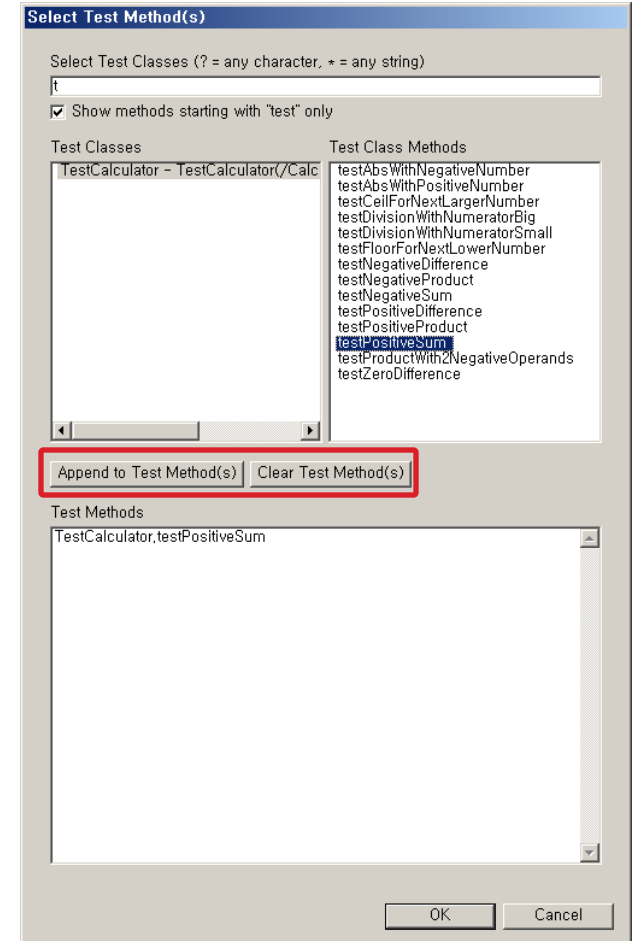 Select Test Method(s)
Select Test Classes (? = any character, * = any string)
t
Show methods starting with "test" only
Test Classes
Test Class Methods
TestCalculator - TestCalculator(/Calc
testAbsWithNegativeNumber
testAbsWithPositiveNumber
testCeilForNextLargerNumber
testDivisionWithNumeratorBig
testDivisionWithNumeratorSmall
testFloorForNextLowerNumber
testNegativeDifference
testNegativeProduct
testNegativeSum
testPositiveDifference
testPositiveProduct
testPositiveSum
testProductWith2NegativeOperands
testZeroDifference
Append to Test Method(s)
Clear Test Method(s)
Test Methods
TestCalculator,testPositiveSum
OK
Cancel